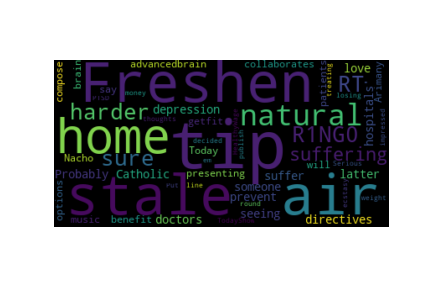 compose brain advancedbrain collaborates
Freshen patients treating love RT Arimany
say money losing
harder depression natural hospitals'
home tip thoughts getfit R1NGO impressed
Nacho sure Today decided en publish suffering
Probably Catholic presenting will latter
options stale someone suffer air
Put line prevent serious weight
music benefit doctors round seeing directives